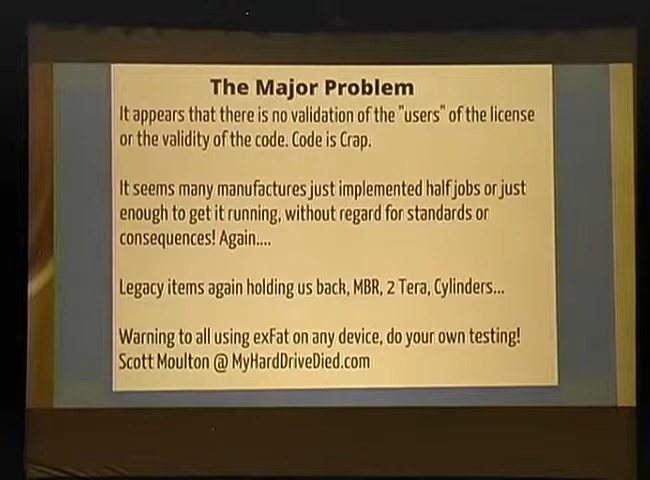 The Major Problem
It appears that there is no validation of the "users" of the license
or the validity of the code. Code is Crap.
It seems many manufactures just implemented half jobs or just
enough to get it running, without regard for standards or
consequences! Again....
Legacy items again holding us back, MBR, 2 Tera, Cylinders...
Warning to all using exFat on any device, do your own testing!
Scott Moulton @ MyHardDriveDied.com